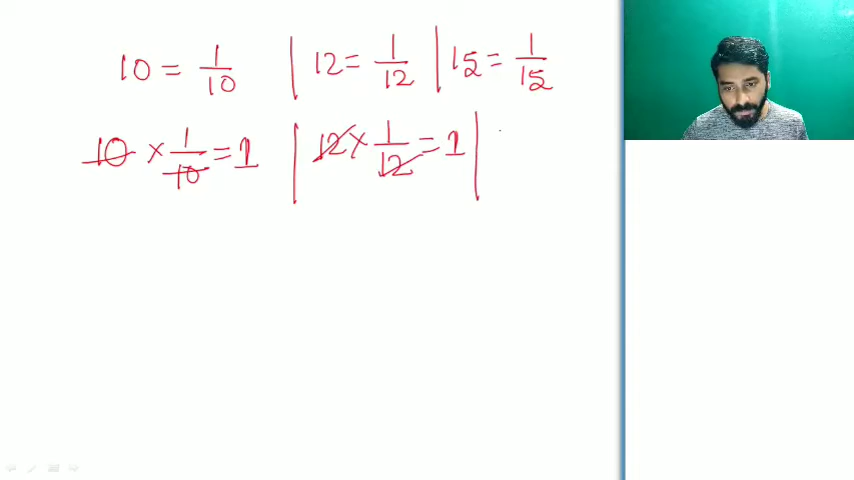 10 = 1/10 | 12 = 1/12 | 15 = 1/15
10 × 1/10 = 1 | 12 × 1/12 = 1 |